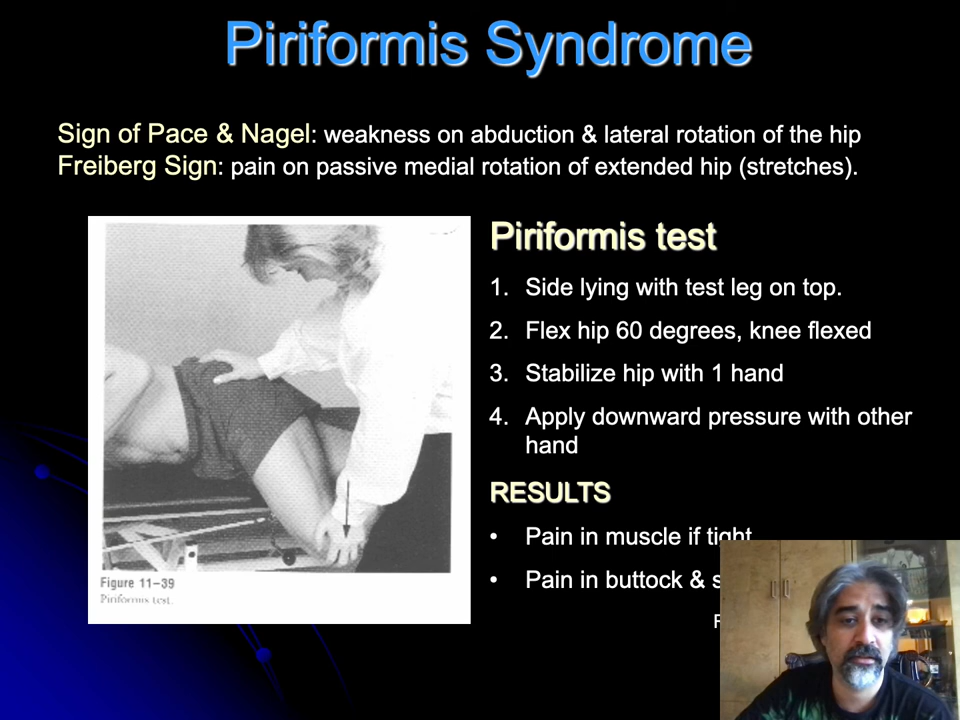 Piriformis Syndrome
Sign of Pace & Nagel: weakness on abduction & lateral rotation of the hip
Freiberg Sign: pain on passive medial rotation of extended hip (stretches).
Piriformis test
1. Side lying with test leg on top.
2. Flex hip 60 degrees, knee flexed
3. Stabilize hip with 1 hand
4. Apply downward pressure with other
hand
RESULTS
• Pain in muscle if tight
• Pain in buttock &
Figure 11–39
Piriformis test.